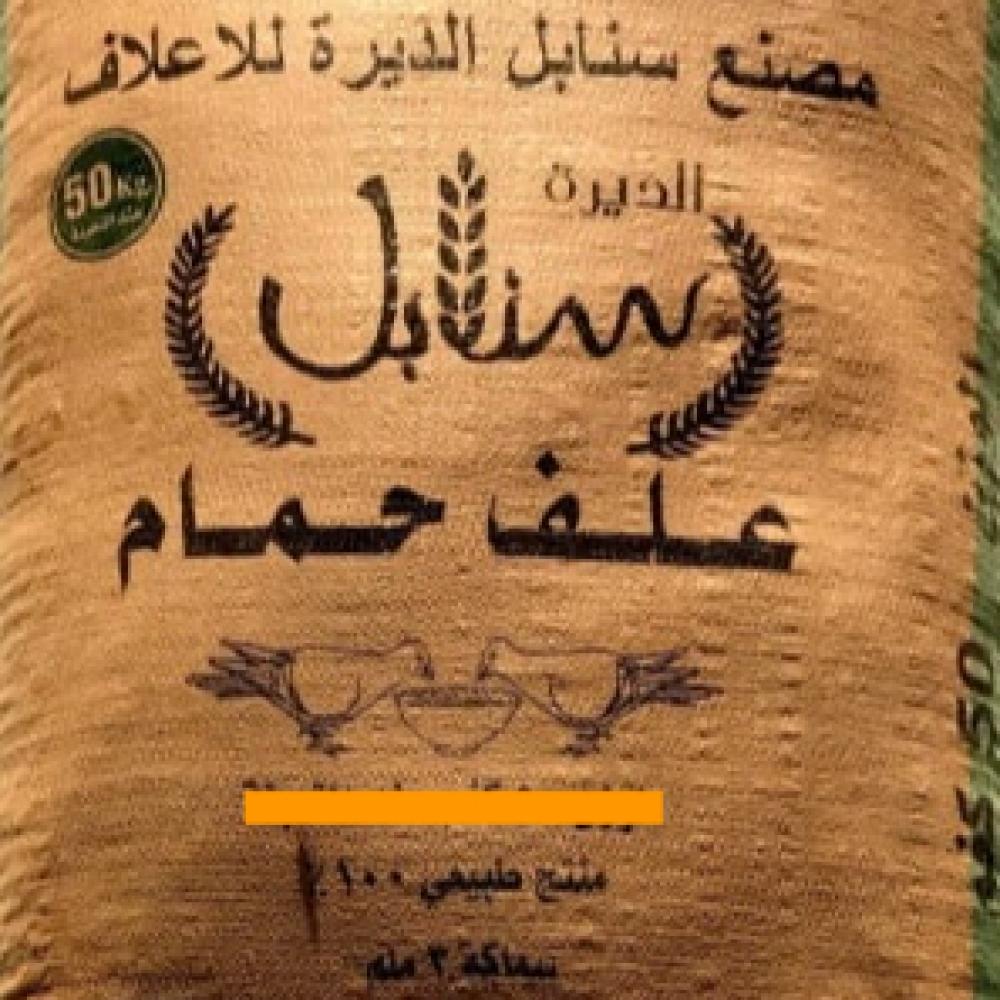 مصنع سنابل الديرة للاعلاف
50 KG
الديرة
سنابل
علف حمام
منتج طبيعي ١٠٠٪
سماكة ٣ ملم